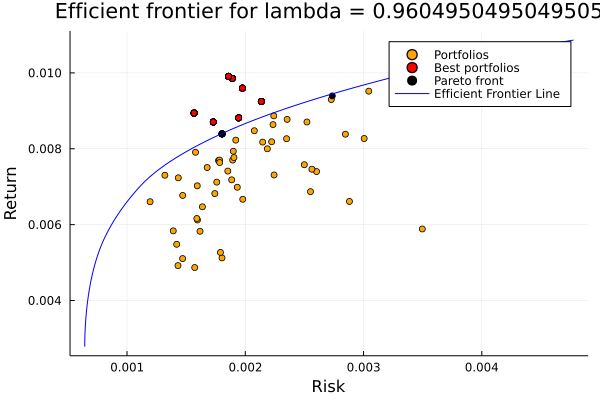 Efficient frontier for lambda = 0.9604950495049505
Portfolios
Best portfolios
Pareto front
Efficient Frontier Line
Return
0.010
0.008
0.006
0.004
0.001 0.002 0.003 0.004
Risk